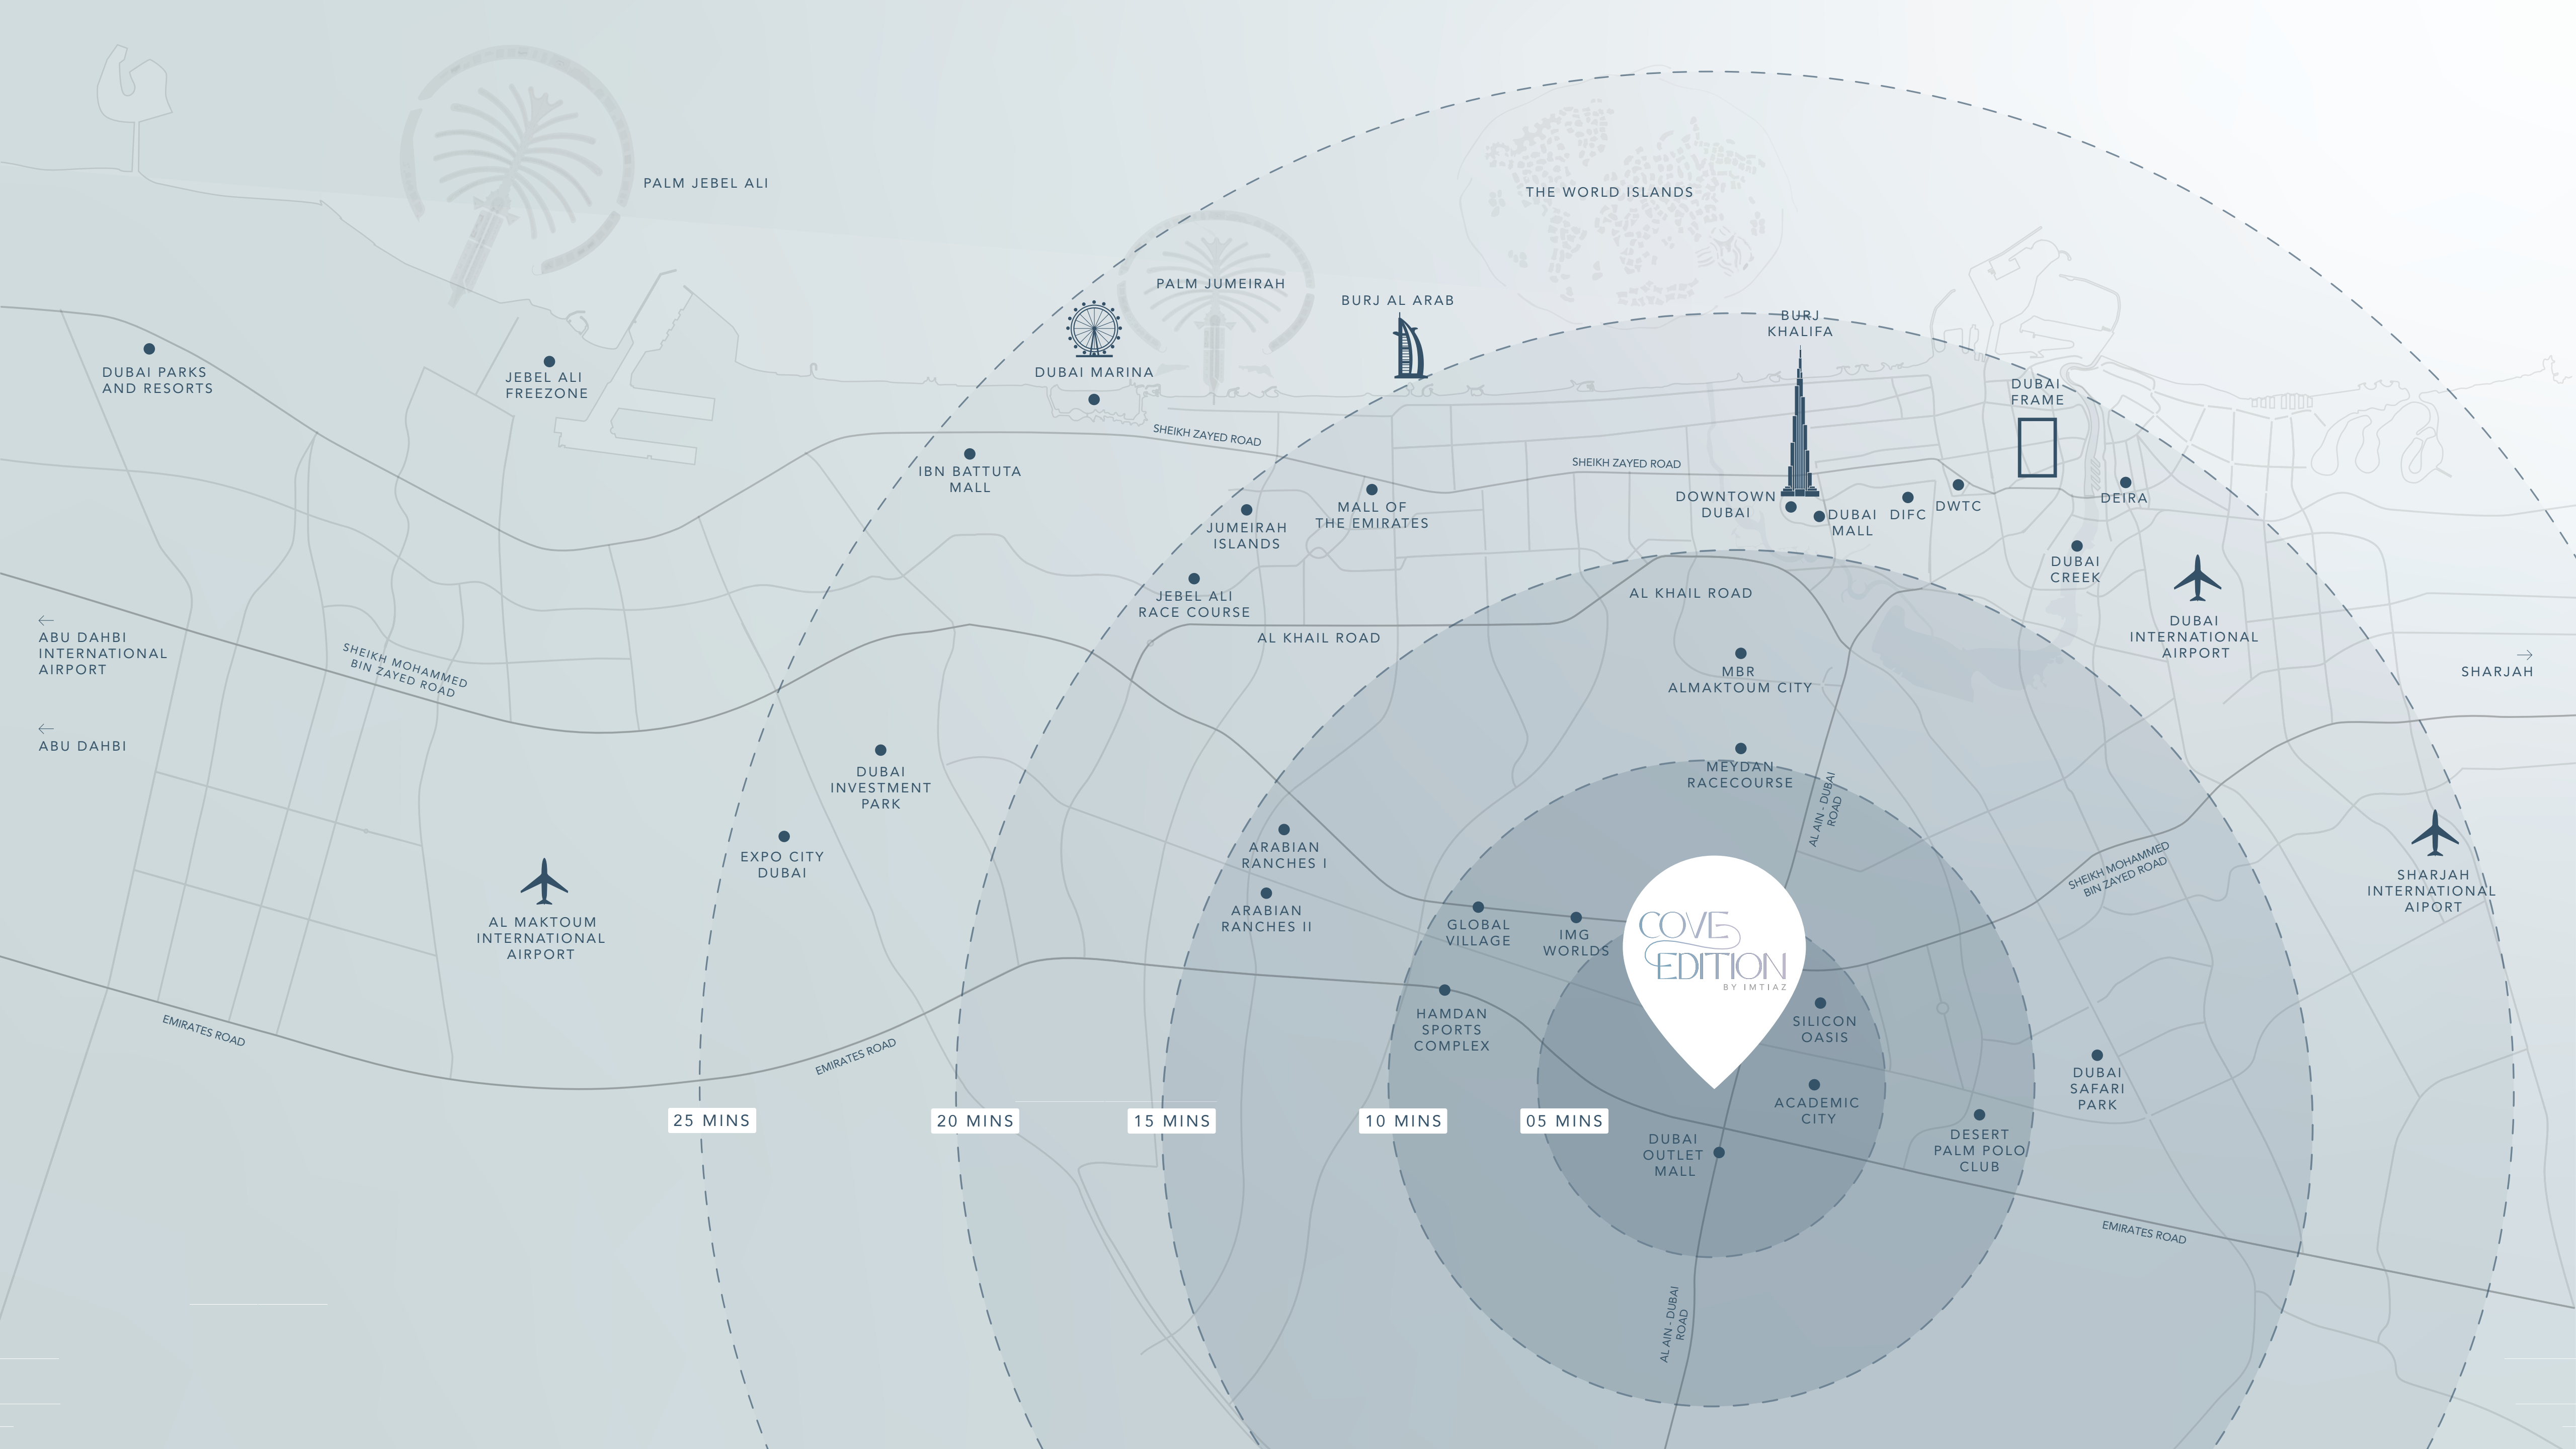 PALM JEBEL ALI
THE WORLD ISLANDS
PALM JUMEIRAH
BURJ AL ARAB
BURJ
KHALIFA
DUBAI MARINA
DUBAI PARKS
AND RESORTS
JEBEL ALI
FREEZONE
DUBAI
FRAME
SHEIKH ZAYED ROAD
SHEIKH ZAYED ROAD
IBN BATTUTA
MALL
JUMEIRAH
ISLANDS
MALL OF
THE EMIRATES
DOWNTOWN
DUBAI
DUBAI
MALL
DIFC
DWTC
DEIRA
DUBAI
CREEK
JEBEL ALI
RACE COURSE
AL KHAIL ROAD
AL KHAIL ROAD
DUBAI
INTERNATIONAL
AIRPORT
ABU DAHBI
INTERNATIONAL
AIRPORT
SHEIKH MOHAMMED
BIN ZAYED ROAD
SHARJAH
MBR
ALMAKTOUM CITY
ABU DAHBI
DUBAI
INVESTMENT
PARK
MEYDAN
RACECOURSE
AL AIN - DUBAI
ROAD
EXPO CITY
DUBAI
ARABIAN
RANCHES I
ARABIAN
RANCHES II
SHEIKH MOHAMMED
BIN ZAYED ROAD
SHARJAH
INTERNATIONAL
AIPORT
AL MAKTOUM
INTERNATIONAL
AIRPORT
GLOBAL
VILLAGE
IMG
WORLDS
COVE
EDITION
BY IMTIAZ
HAMDAN
SPORTS
COMPLEX
SILICON
OASIS
EMIRATES ROAD
EMIRATES ROAD
DUBAI
SAFARI
PARK
ACADEMIC
CITY
25 MINS
20 MINS
15 MINS
10 MINS
05 MINS
DUBAI
OUTLET
MALL
DESERT
PALM POLO
CLUB
EMIRATES ROAD
AL AIN - DUBAI
ROAD